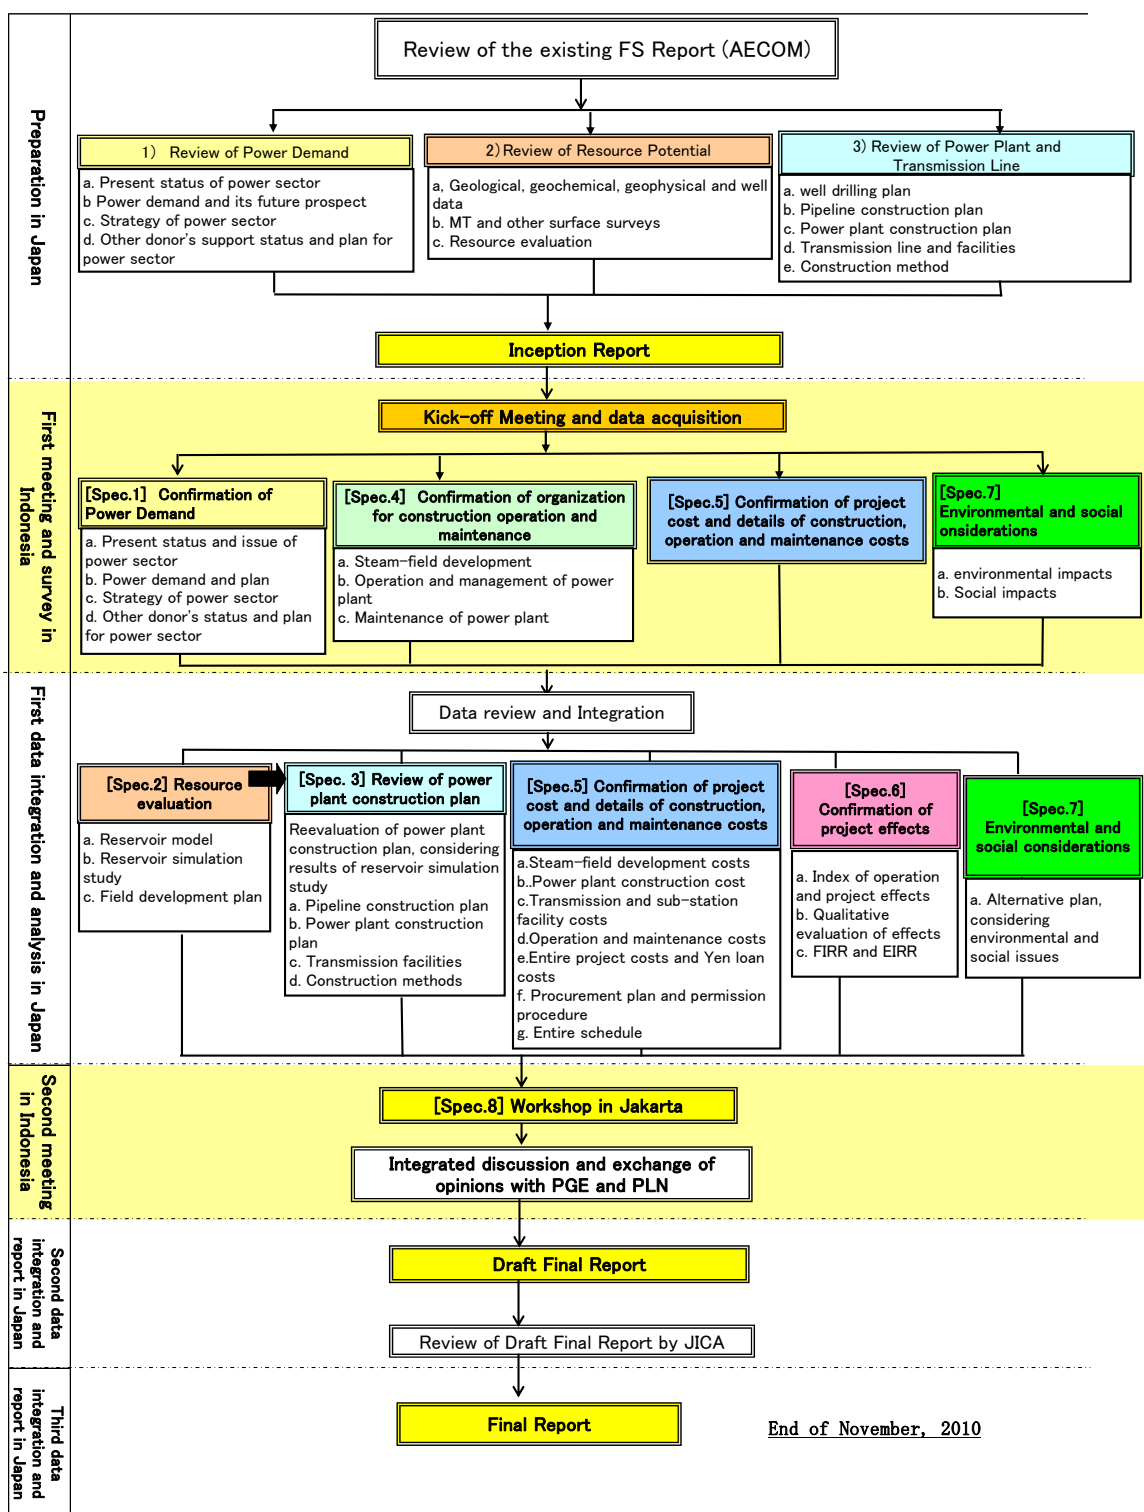 Preparation in Japan
Review of the existing FS Report (AECOM)
1) Review of Power Demand
a. Present status of power sector
b Power demand and its future prospect
c. Strategy of power sector
d. Other donor's support status and plan for
power sector
2)Review of Resource Potential
a, Geological, geochemical, geophysical and well
data
b. MT and other surface surveys
c. Resource evaluation
3) Review of Power Plant and
Transmission Line
a. well drilling plan
b. Pipeline construction plan
c. Power plant construction plan
d. Transmission line and facilities
e. Construction method
Inception Report
First meeting and survey in
Indonesia
Kick-off Meeting and data acquisition
[Spec.1] Confirmation of
Power Demand
a. Present status and issue of
power sector
b. Power demand and plan
c. Strategy of power sector
d. Other donor's status and plan
for power sector
[Spec.4] Confirmation of organization
for construction operation and
maintenance
a. Steam-field development
b. Operation and management of power
plant
c. Maintenance of power plant
[Spec.5] Confirmation of project
cost and details of construction,
operation and maintenance costs
[Spec.7]
Environmental and social
onsiderations
a. environmental impacts
b. Social impacts
First data integration and analysis in Japan
Data review and Integration
[Spec.2] Resource
evaluation
a. Reservoir model
b. Reservoir simulation
study
c. Field development plan
[Spec. 3] Review of power
plant construction plan
Reevaluation of power plant
construction plan, considering
results of reservoir simulation
study
a. Pipeline construction plan
b. Power plant construction
plan
c. Transmission facilities
d. Construction methods
[Spec.5] Confirmation of project
cost and details of construction,
operation and maintenance costs
a.Steam-field development costs
b..Power plant construction cost
c.Transmission and sub-station
facility costs
d.Operation and maintenance costs
e.Entire project costs and Yen loan
costs
f. Procurement plan and permission
procedure
g. Entire schedule
[Spec.6]
Confirmation of
project effects
a. Index of operation
and project effects
b. Qualitative
evaluation of effects
c. FIRR and EIRR
[Spec.7]
Environmental and
social considerations
a. Alternative plan,
considering
environmental and
social issues
Second meeting
in Indonesia
[Spec.8] Workshop in Jakarta
Integrated discussion and exchange of
opinions with PGE and PLN
Second data
integration and
report in Japan
Draft Final Report
Review of Draft Final Report by JICA
Third data
integration and
report in Japan
Final Report
End of November, 2010